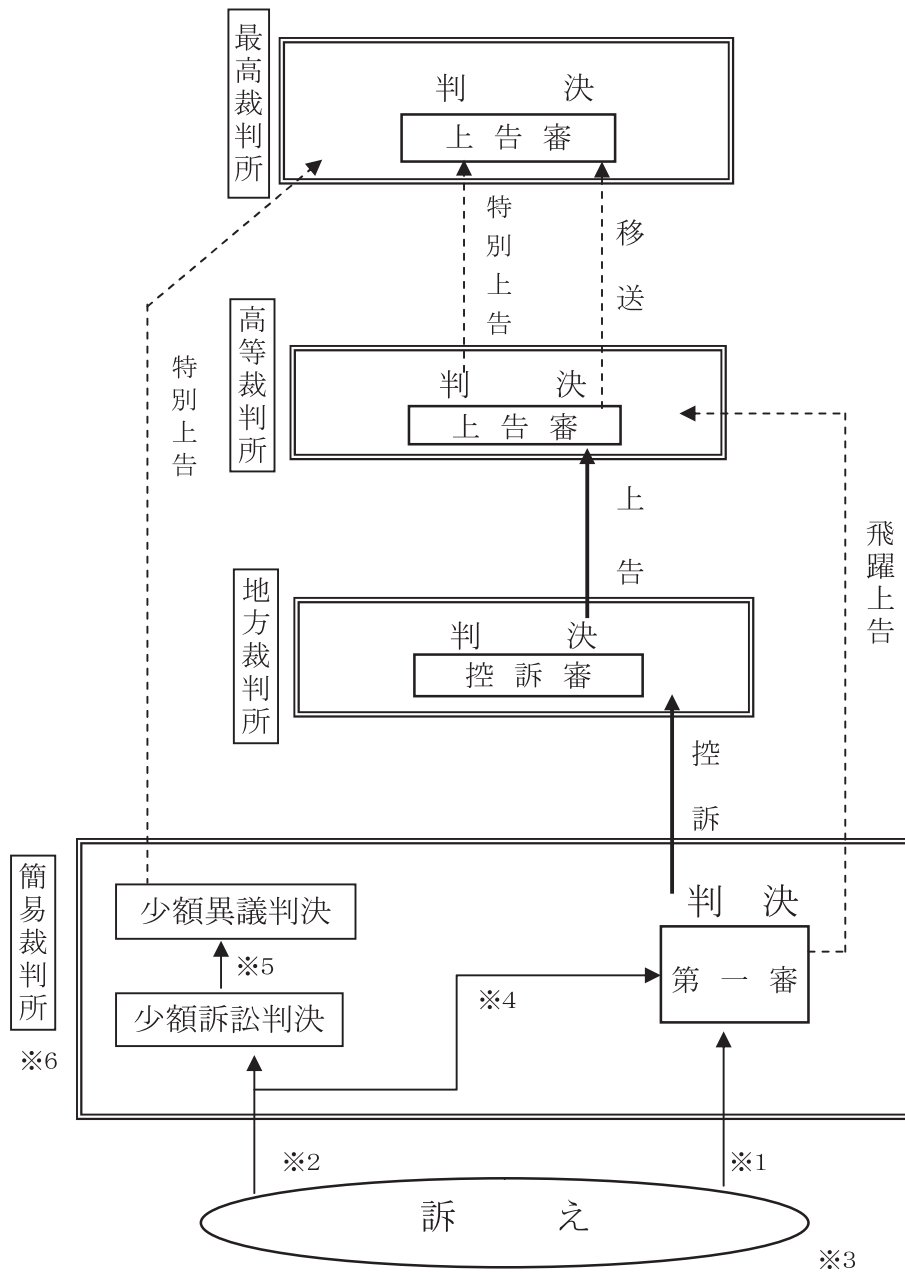 最高裁判所
判決
上告審
特別上告
移送
高等裁判所
判決
上告審
特別上告
上告
飛躍上告
地方裁判所
判決
控訴審
控訴
簡易裁判所
※6
少額異議判決
※5
少額訴訟判決
※4
判決
第一審
※2
※1
訴え
※3